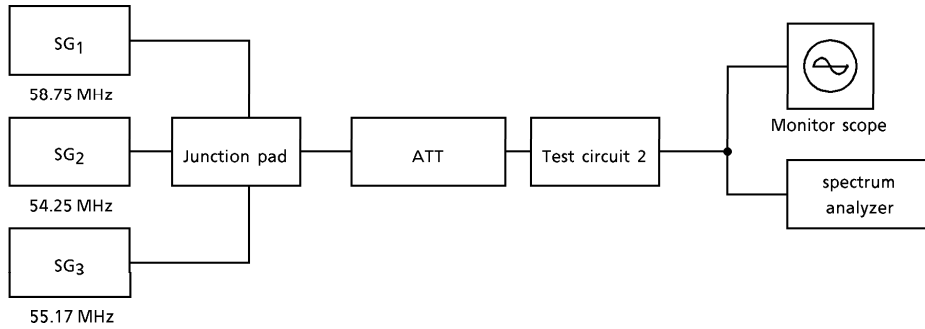 SG1
58.75 MHz
SG2
54.25 MHz
SG3
55.17 MHz
Junction pad
ATT
Test circuit 2
Monitor scope
spectrum
analyzer